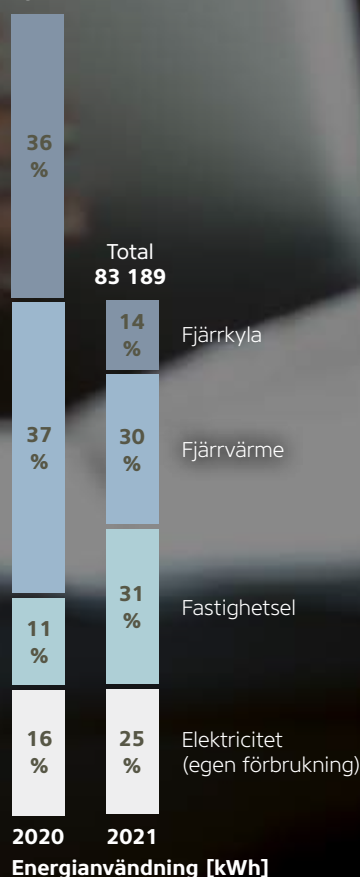 36
%
Total
83 189
14
%
Fjärrkyla
37
%
30
%
Fjärrvärme
11
%
31
%
Fastighetsel
16
%
25
%
Elektricitet
(egen förbrukning)
2020
2021
Energianvändning [kWh]